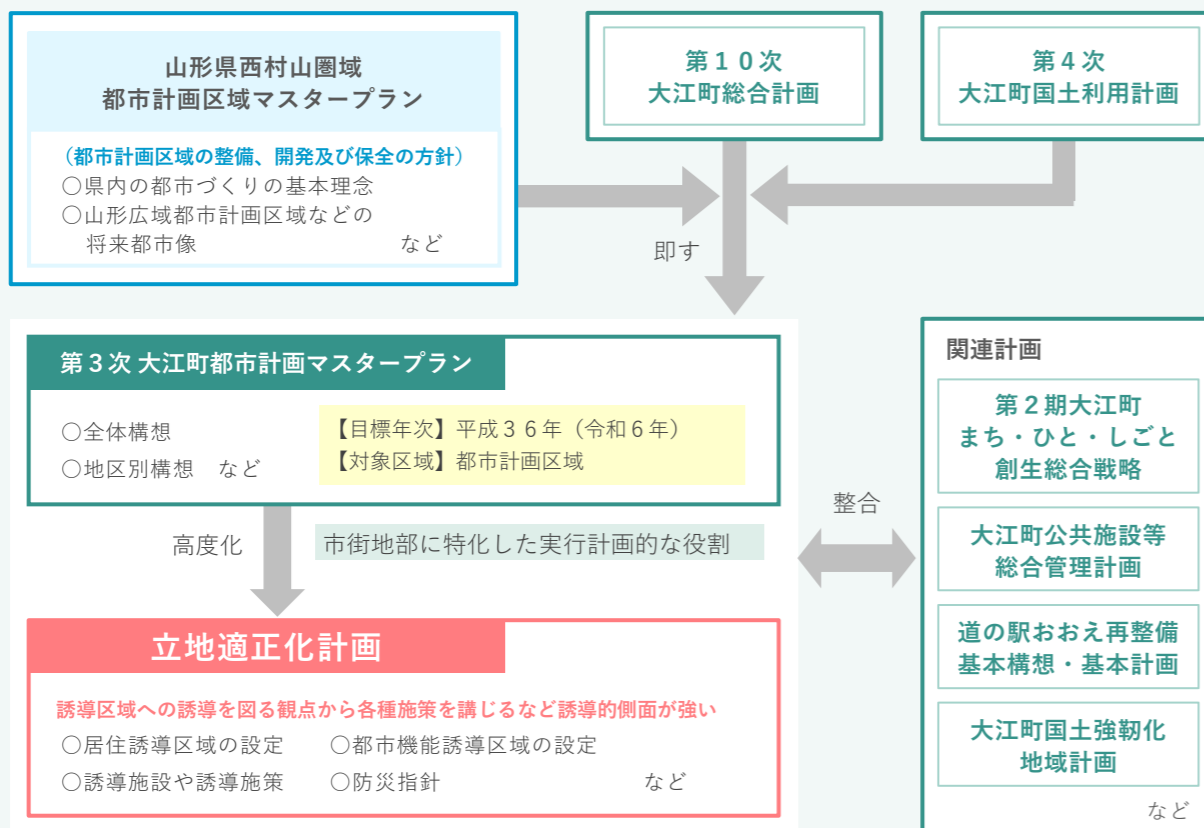 山形県西村山圏域
都市計画区域マスタープラン
（都市計画区域の整備、開発及び保全の方針）
○県内の都市づくりの基本理念
○山形広域都市計画区域などの
将来都市像　など
第１０次
大江町総合計画
第４次
大江町国土利用計画
即す
第３次 大江町都市計画マスタープラン
○全体構想
○地区別構想　など
【目標年次】平成３６年（令和６年）
【対象区域】都市計画区域
高度化
市街地部に特化した実行計画的な役割
立地適正化計画
誘導区域への誘導を図る観点から各種施策を講じるなど誘導的側面が強い
○居住誘導区域の設定　○都市機能誘導区域の設定
○誘導施設や誘導施策　○防災指針　など
整合
関連計画
第２期大江町
まち・ひと・しごと
創生総合戦略
大江町公共施設等
総合管理計画
道の駅おおえ再整備
基本構想・基本計画
大江町国土強靭化
地域計画
など